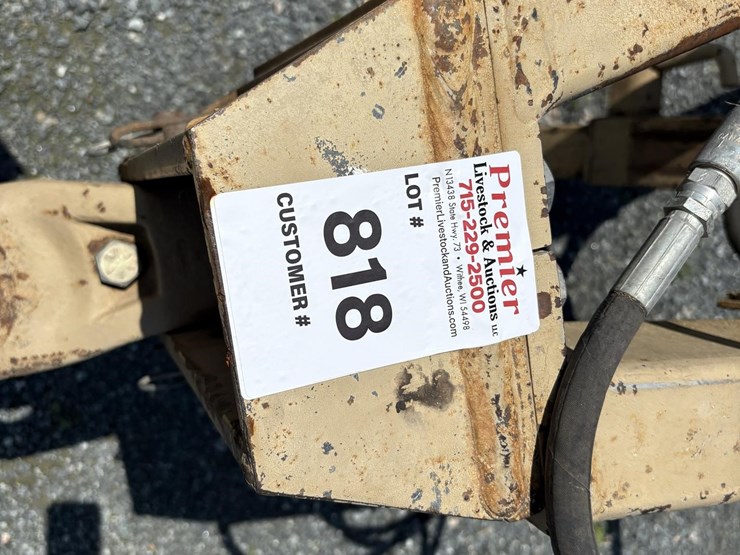 Premier
Livestock & Auctions LLC
715-229-2500
N13438 State Hwy. 73 • Withee, WI 54498
PremierLivestockandAuctions.com
LOT #
818
CUSTOMER #